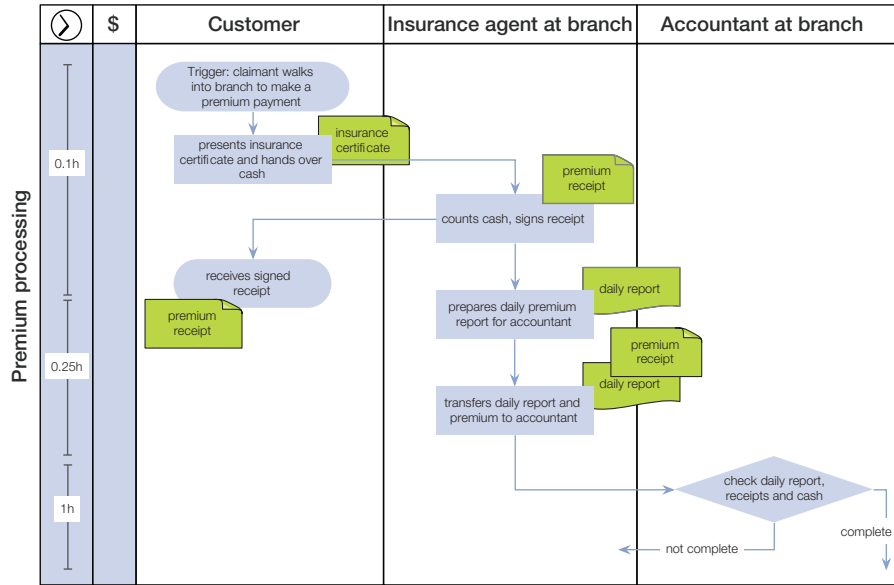 $
Customer
Insurance agent at branch
Accountant at branch
Premium processing
0.1h
0.25h
1h
Trigger: claimant walks
into branch to make a
premium payment
presents insurance
certificate and hands over
cash
insurance
certificate
premium
receipt
counts cash, signs receipt
receives signed
receipt
premium
receipt
prepares daily premium
report for accountant
daily report
premium
receipt
daily report
transfers daily report and
premium to accountant
check daily report,
receipts and cash
complete
not complete